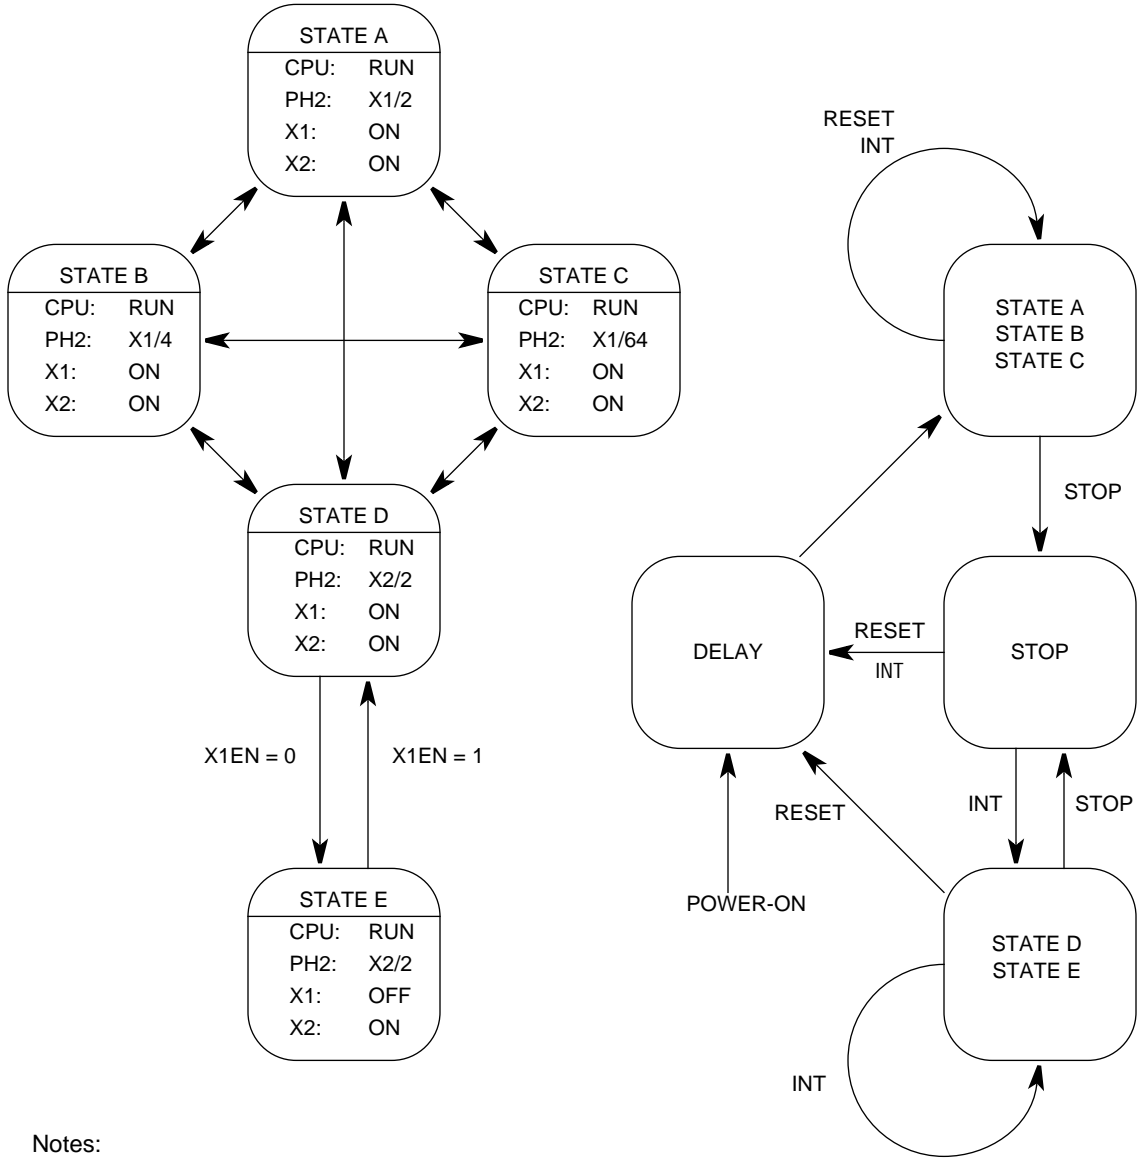 STATE A
CPU: RUN
PH2: X1/2
X1: ON
X2: ON
STATE B
CPU: RUN
PH2: X1/4
X1: ON
X2: ON
STATE C
CPU: RUN
PH2: X1/64
X1: ON
X2: ON
STATE D
CPU: RUN
PH2: X2/2
X1: ON
X2: ON
X1EN = 0
X1EN = 1
STATE E
CPU: RUN
PH2: X2/2
X1: OFF
X2: ON
RESET
INT
STATE A
STATE B
STATE C
STOP
DELAY
RESET
INT
STOP
RESET
INT
STOP
POWER-ON
STATE D
STATE E
INT
Notes: